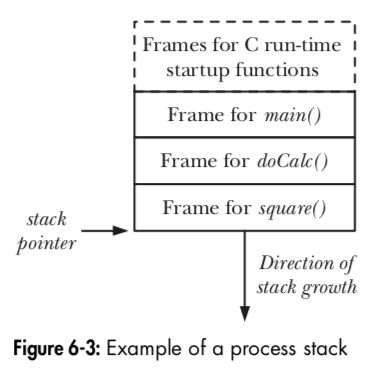 Frames for C run-time
startup functions
Frame for main()
Frame for doCalc()
Frame for square()
stack
pointer
Direction of
stack growth
Figure 6-3: Example of a process stack